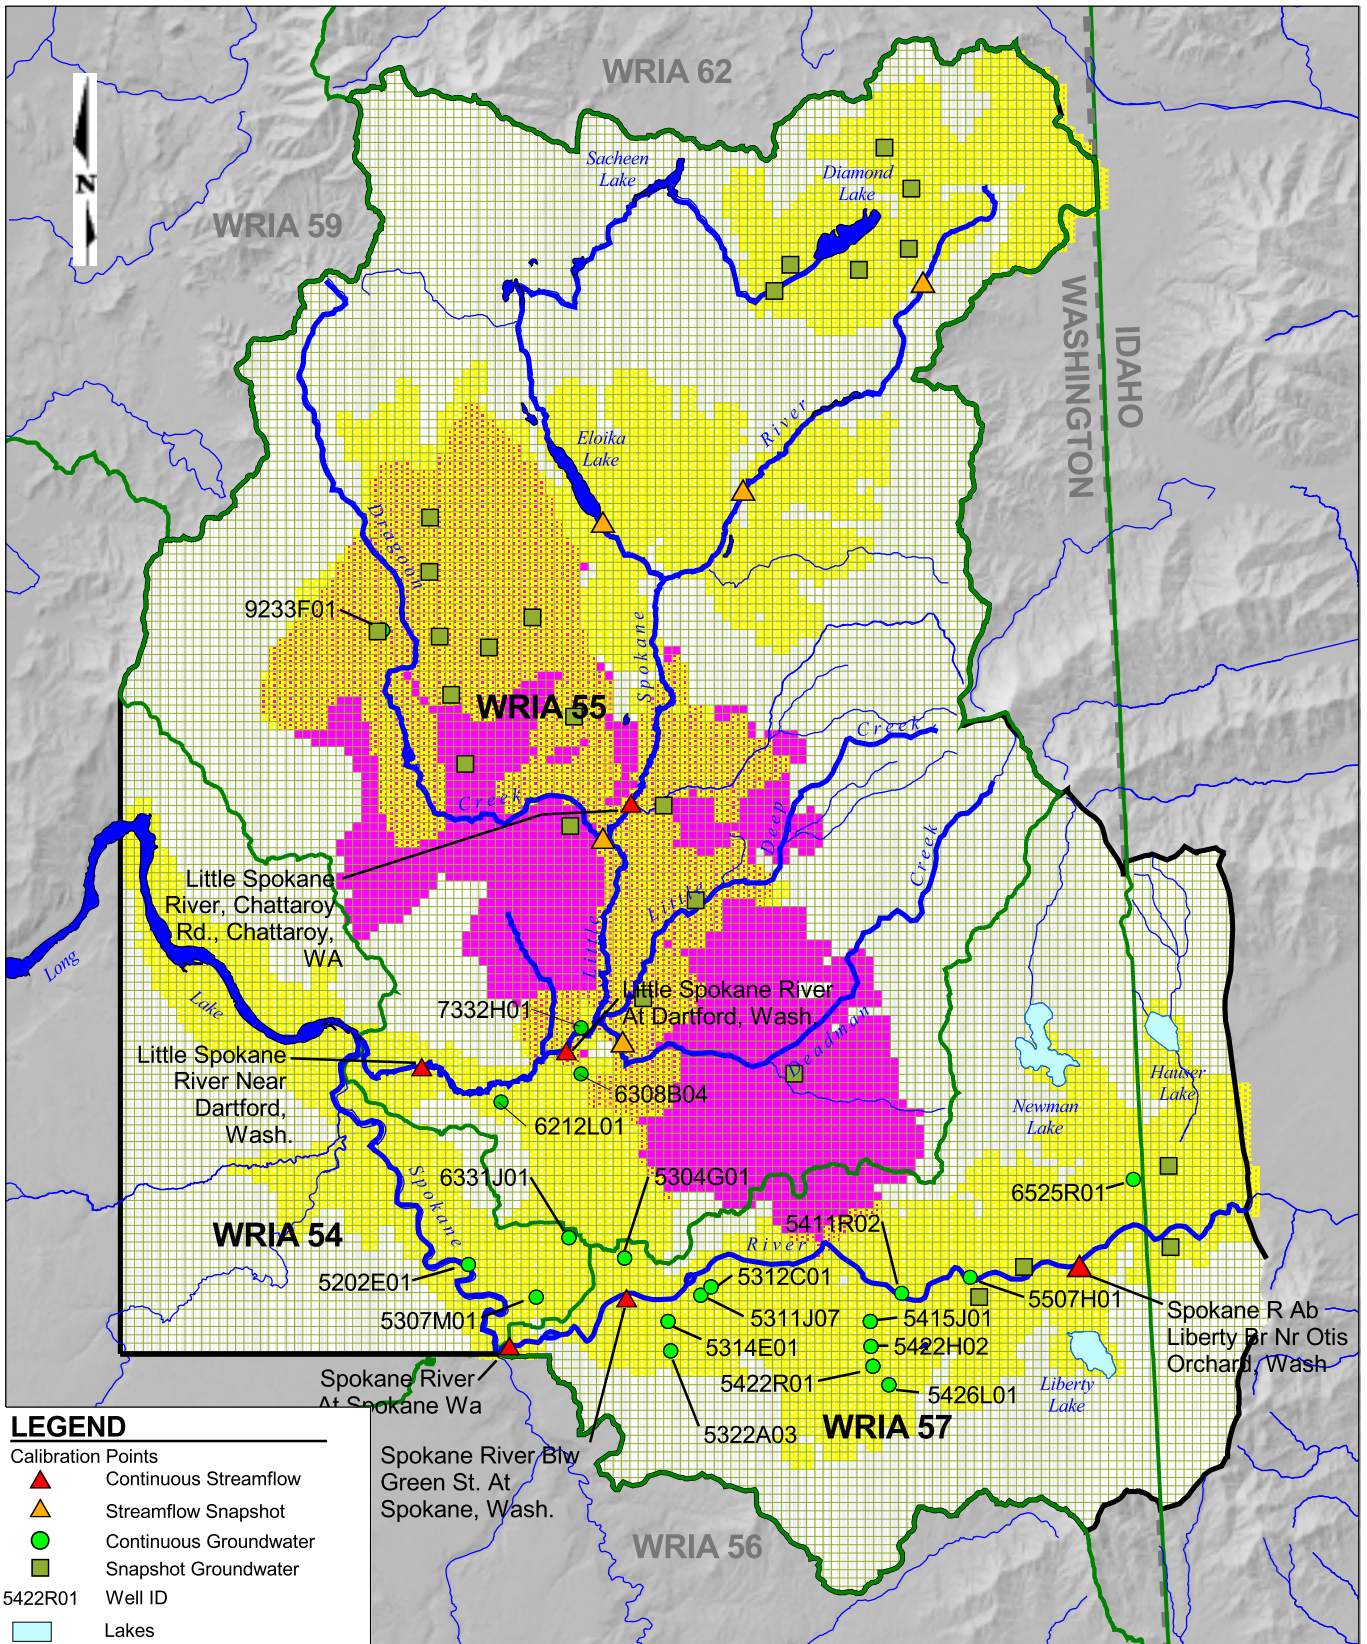 WRIA 62
Sacheen
Lake
Diamond
Lake
WRIA 59
N
WASHINGTON
IDAHO
River
Eloika
Lake
Dragoon
9233F01
Spokane
WRIA 55
Creek
Creek
Deep
Creek
Little Spokane
River, Chattaroy
Rd., Chattaroy,
WA
Little
Little
Long
Lake
7332H01
Little Spokane River
At Dartford, Wash.
Deadman
Little Spokane
River Near
Dartford,
Wash.
6308B04
6212L01
Hauser
Lake
Newman
Lake
6331J01
5304G01
6525R01
Spokane
WRIA 54
5411R02
River
5202E01
5312C01
5307M01
5311J07
5415J01
5507H01
Spokane R Ab
Liberty Br Nr Otis
Orchard, Wash
5314E01
5422H02
5422R01
5426L01
Liberty
Lake
Spokane River
At Spokane Wa
5322A03
WRIA 57
Spokane River Blw
Green St. At
Spokane, Wash.
WRIA 56
LEGEND
Calibration Points
Continuous Streamflow
Streamflow Snapshot
Continuous Groundwater
Snapshot Groundwater
5422R01 Well ID
Lakes